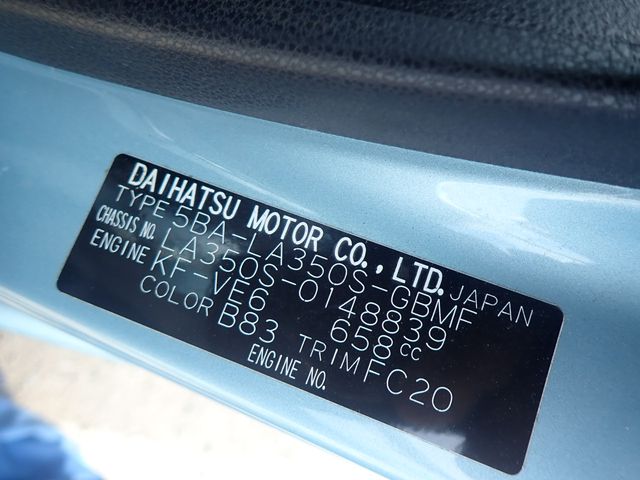 DAIHATSU MOTOR CO., LTD. JAPAN
TYPE 5BA-LA350S-GBMF
CHASSIS NO. LA350S-0148839
ENGINE KF-VE6 658CC
COLOR B83 TRIM FC20
ENGINE NO.